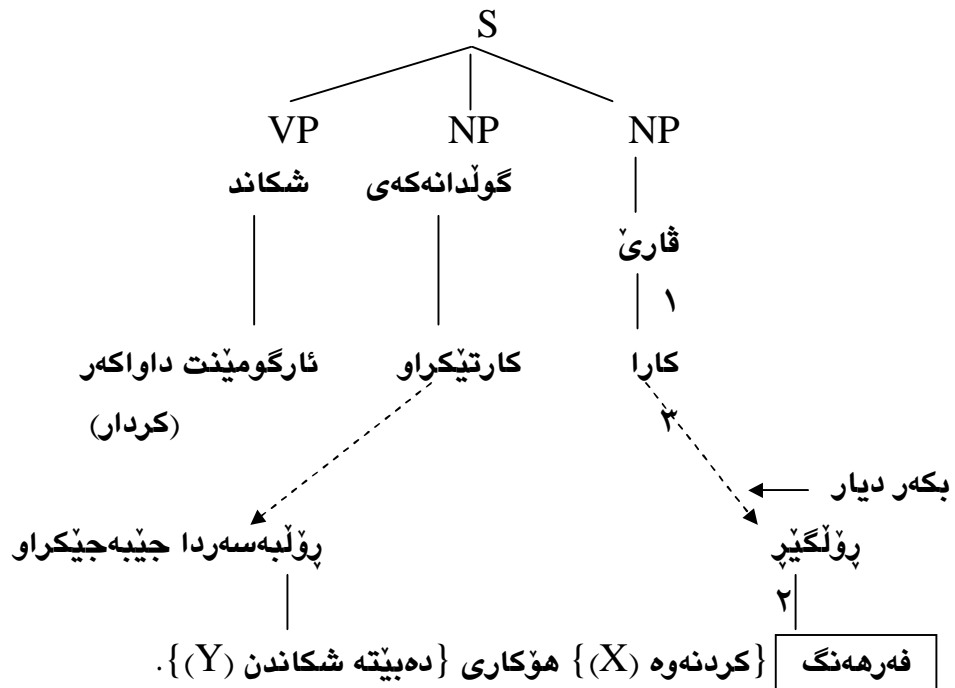 S
NP NP VP
گوڵدانەکەی شکاند
ڤارێ
١
کارا کارتێکراو ئارگومێنت داواکەر
٣ (کردار)
بکەر دیار
ڕۆڵگێڕ ڕۆڵبەسەردا جێبەجێکراو
٢
فەرهەنگ {کردنەوە (X)} هۆکاری {دەبێتە شکاندن (Y)}.